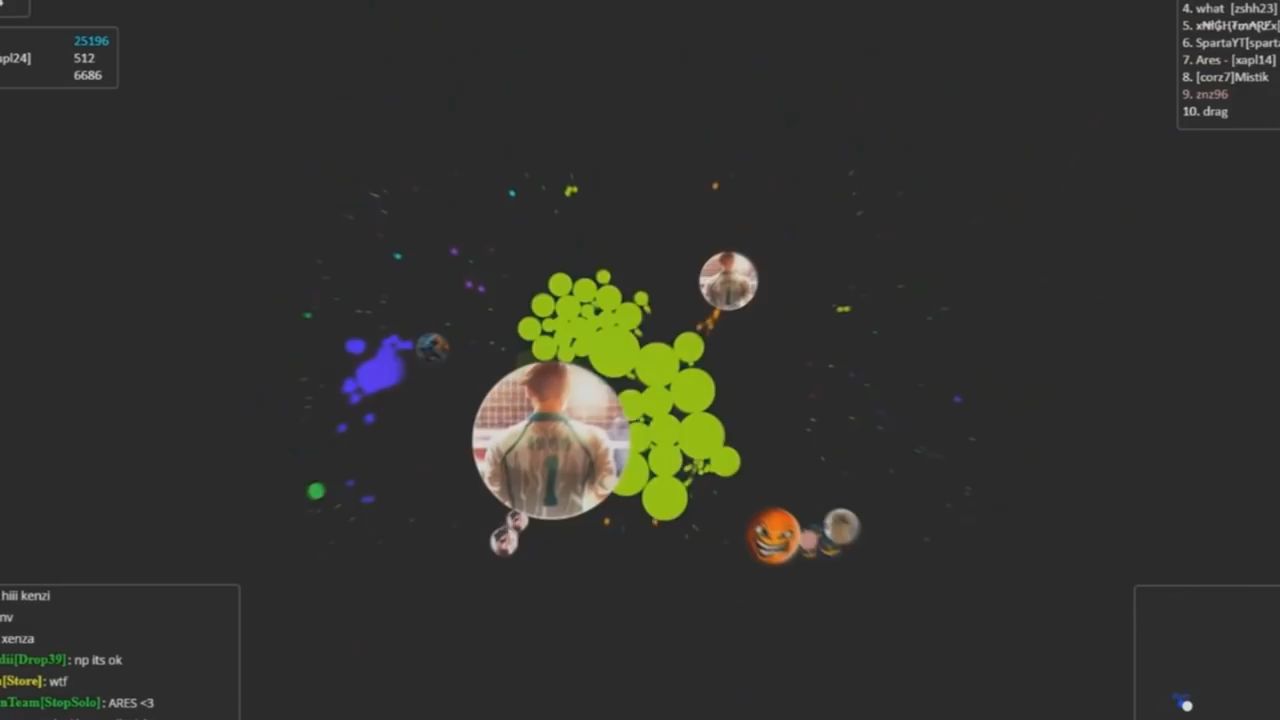 25196
pl24] 512
6686
4. what [zshh23]
6. SpartaYT[sparta
7. Ares - [xapl14]
8. [corz7]Mistik
9. znz96
10. drag
hiii kenzi
nv
xenza
dii[Drop39]: np its ok
[Store]: wtf
nTeam[StopSolo]: ARES <3